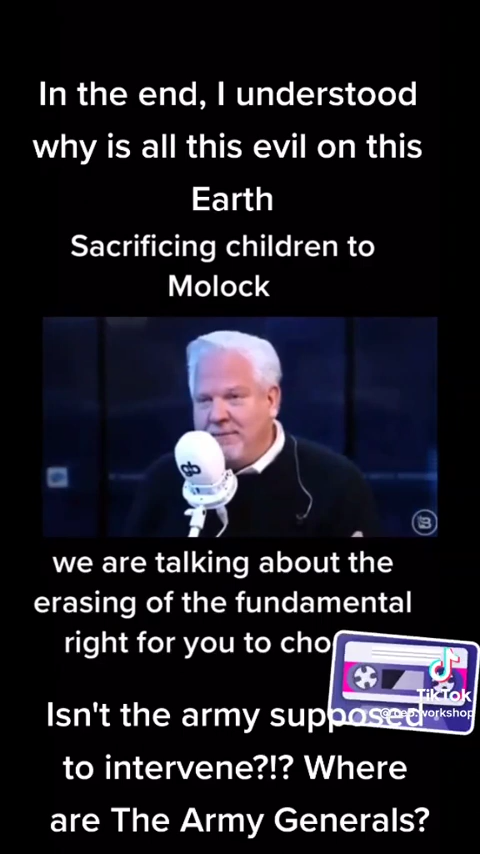 In the end, I understood
why is all this evil on this
Earth
Sacrificing children to
Molock
gb
B
we are talking about the
erasing of the fundamental
right for you to cho
TikTok
Isn't the army supposed
to intervene?!? Where
are The Army Generals?